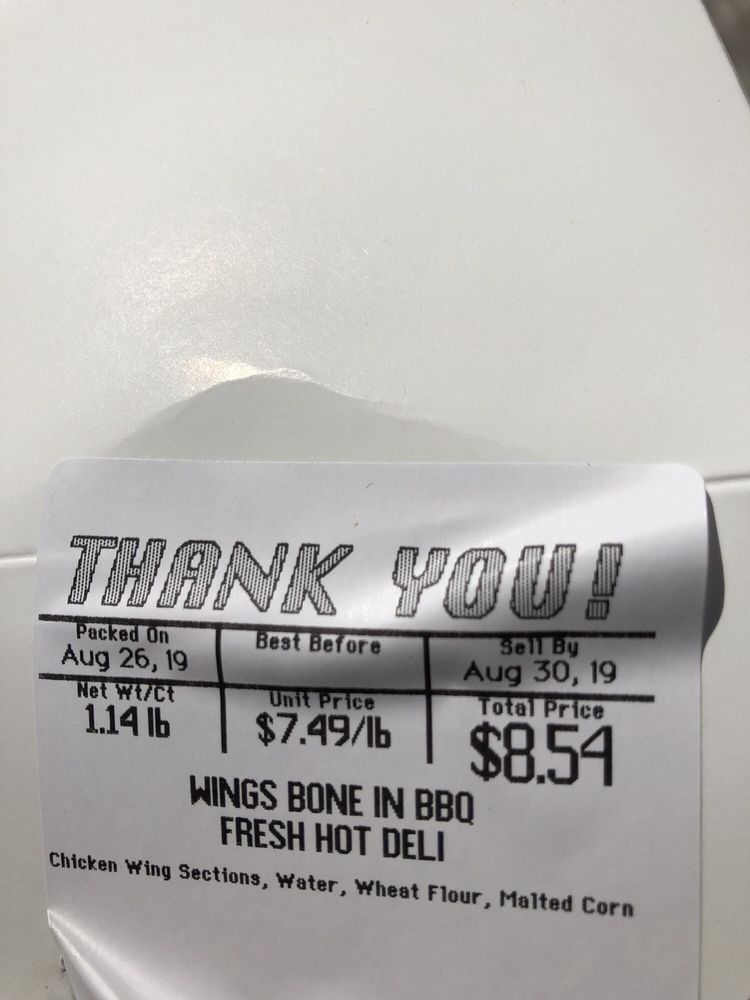 THANK YOU!
Packed On Best Before Sell By
Aug 26, 19 Aug 30, 19
Net Wt/Ct Unit Price Total Price
1.14 lb $7.49/lb $8.54
WINGS BONE IN BBQ
FRESH HOT DELI
Chicken Wing Sections, Water, Wheat Flour, Malted Corn